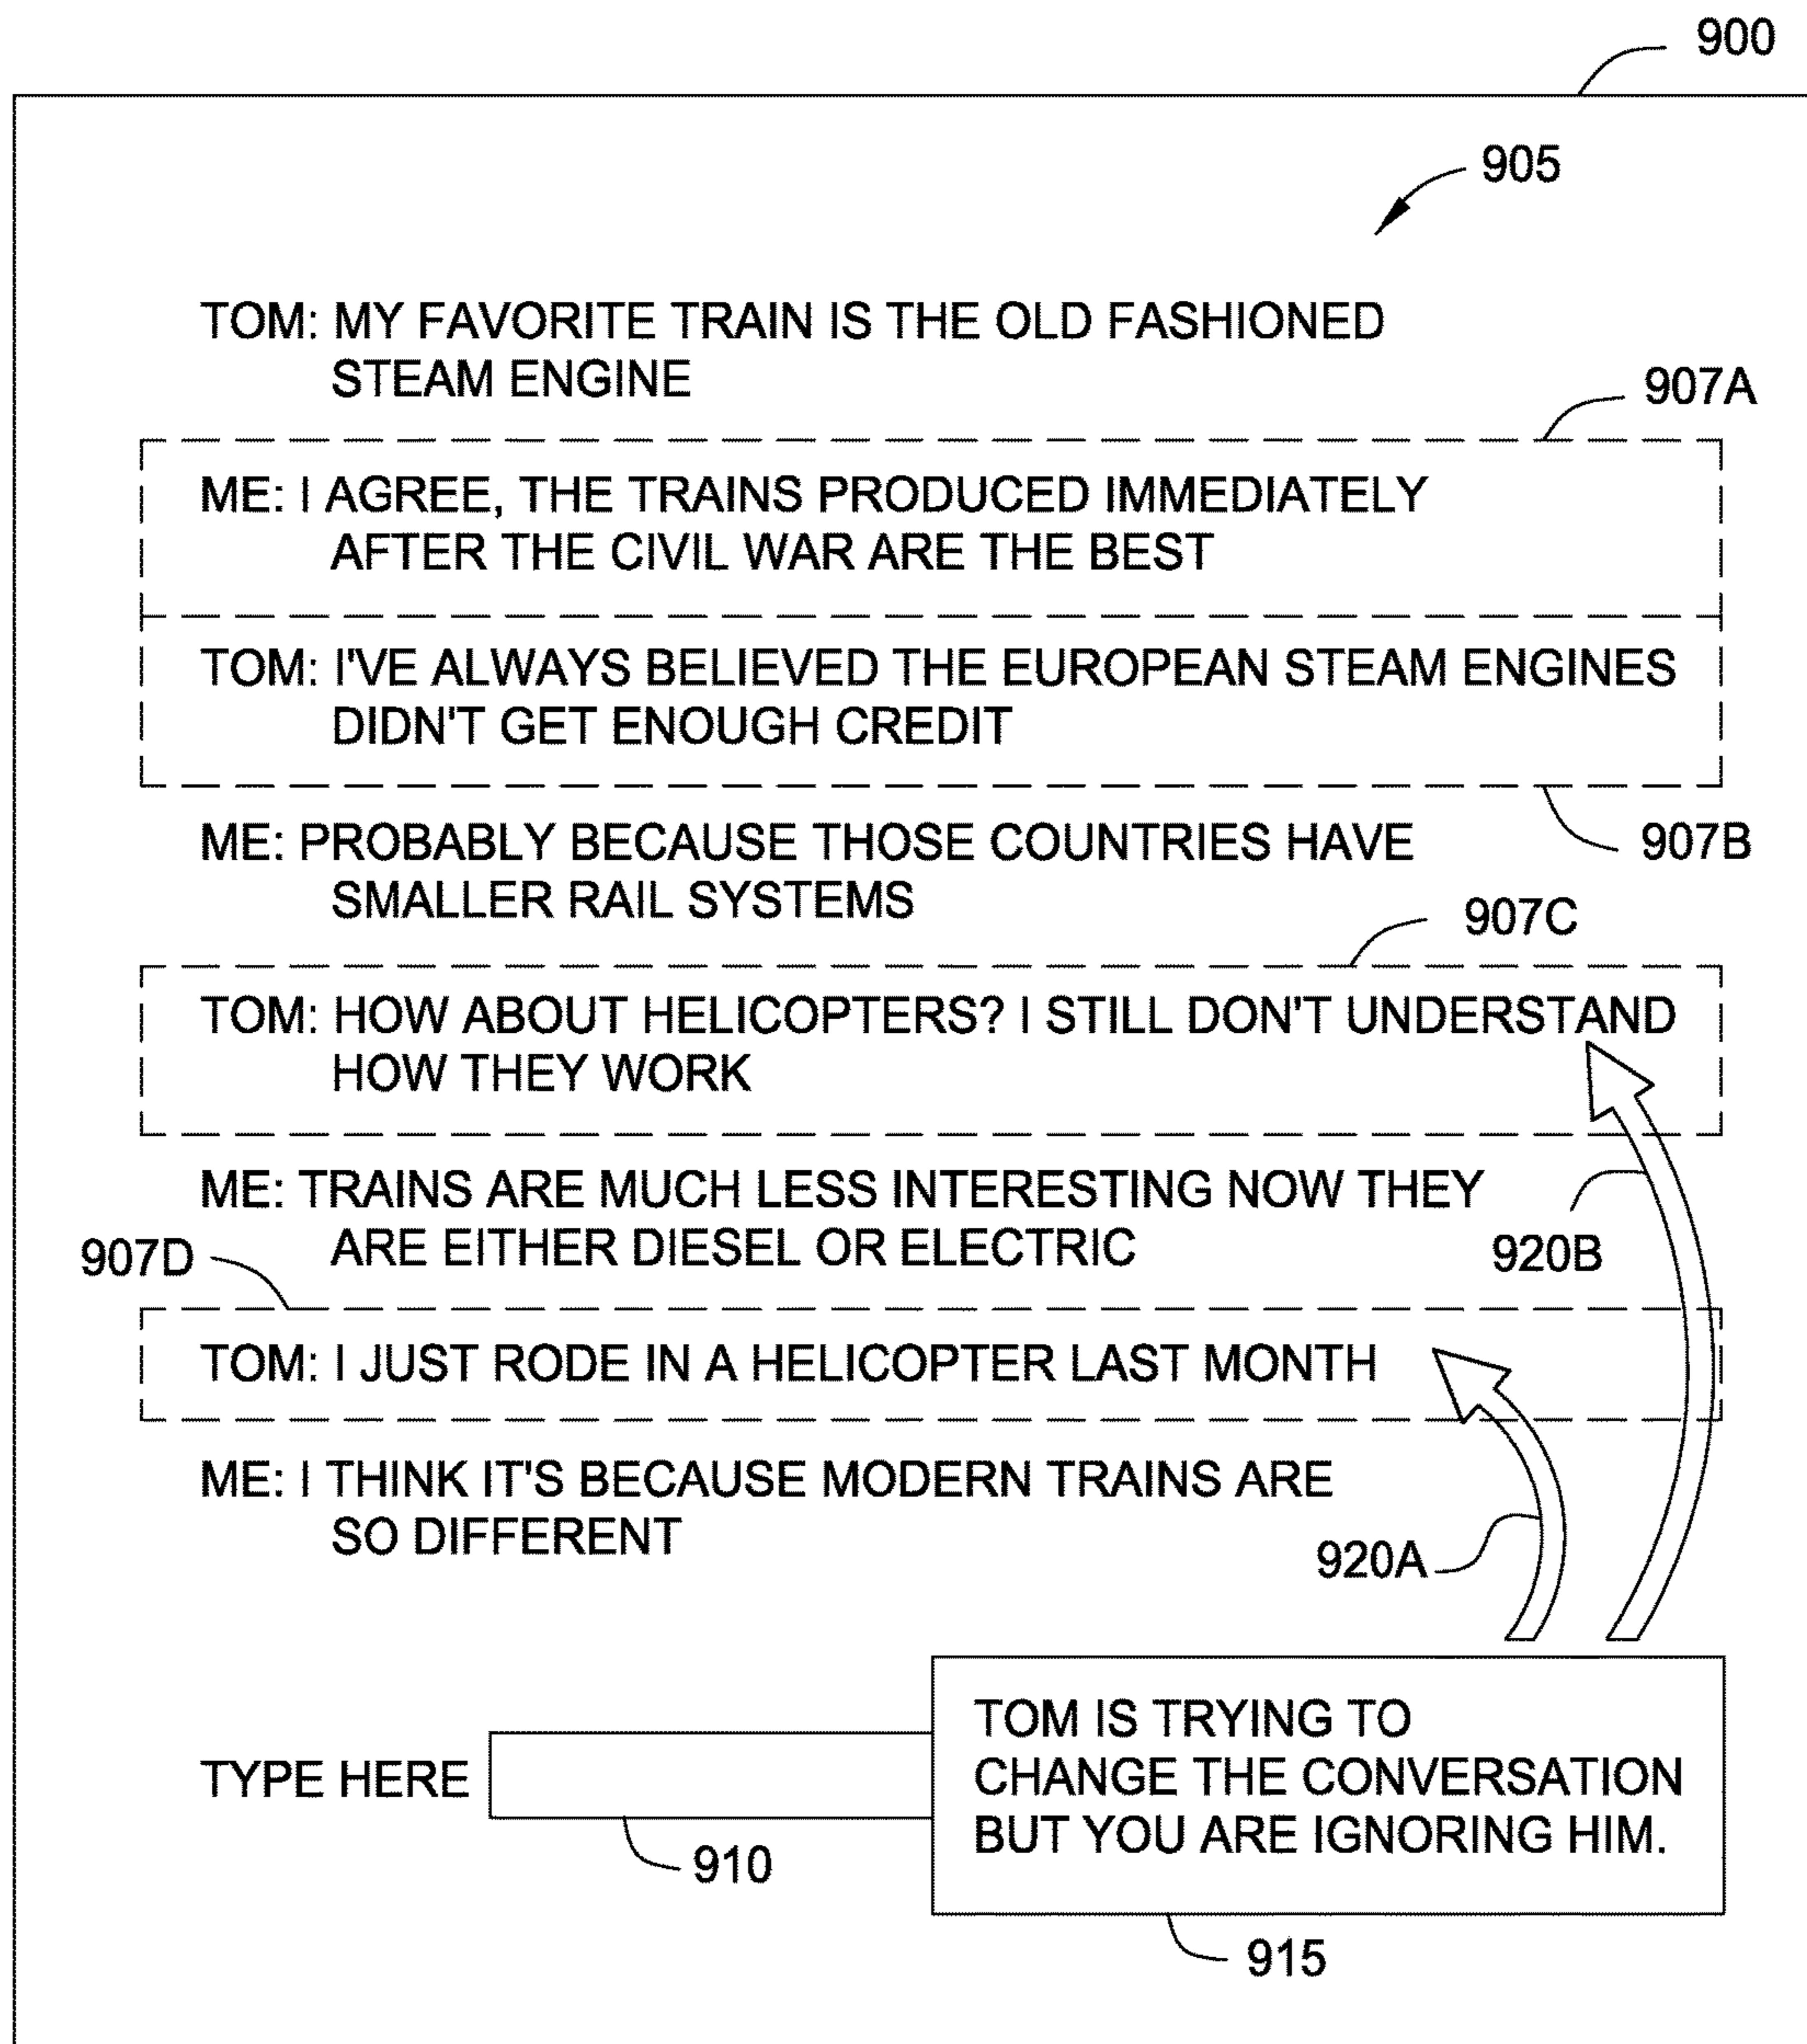 900
905
TOM: MY FAVORITE TRAIN IS THE OLD FASHIONED
STEAM ENGINE
907A
ME: I AGREE, THE TRAINS PRODUCED IMMEDIATELY
AFTER THE CIVIL WAR ARE THE BEST
TOM: I'VE ALWAYS BELIEVED THE EUROPEAN STEAM ENGINES
DIDN'T GET ENOUGH CREDIT
ME: PROBABLY BECAUSE THOSE COUNTRIES HAVE
907B
SMALLER RAIL SYSTEMS
907C
TOM: HOW ABOUT HELICOPTERS? I STILL DON'T UNDERSTAND
HOW THEY WORK
ME: TRAINS ARE MUCH LESS INTERESTING NOW THEY
ARE EITHER DIESEL OR ELECTRIC
920B
907D
TOM: I JUST RODE IN A HELICOPTER LAST MONTH
ME: I THINK IT'S BECAUSE MODERN TRAINS ARE
SO DIFFERENT
920A
TYPE HERE
910
TOM IS TRYING TO
CHANGE THE CONVERSATION
BUT YOU ARE IGNORING HIM.
915